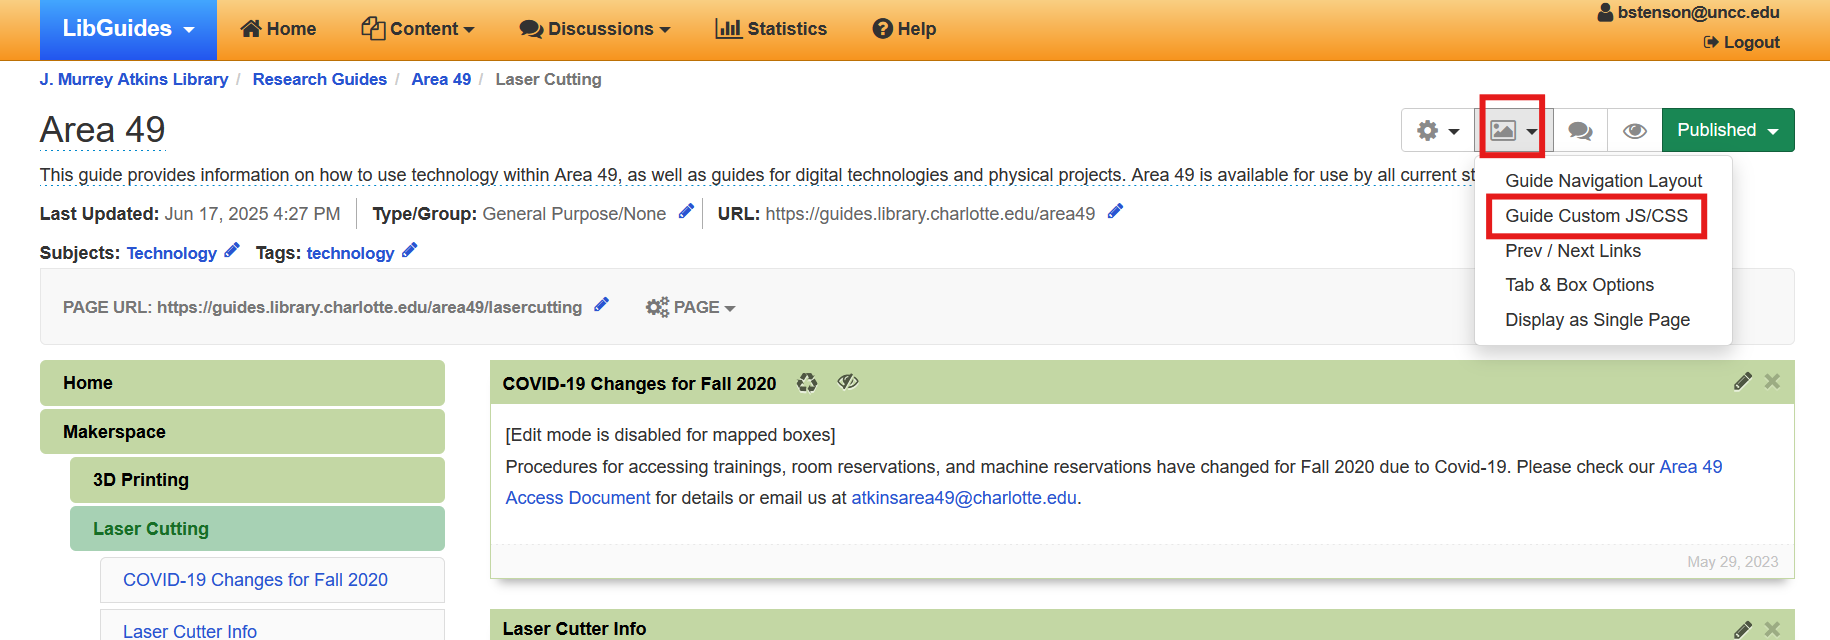 LibGuides
Home
Content
Discussions
Statistics
Help
bstenson@uncc.edu
Logout
J. Murrey Atkins Library / Research Guides / Area 49 / Laser Cutting
Area 49
Published
This guide provides information on how to use technology within Area 49, as well as guides for digital technologies and physical projects. Area 49 is available for use by all current st
Last Updated: Jun 17, 2025 4:27 PM
Type/Group: General Purpose/None
URL: https://guides.library.charlotte.edu/area49
Subjects: Technology
Tags: technology
Guide Navigation Layout
Guide Custom JS/CSS
Prev / Next Links
Tab & Box Options
Display as Single Page
PAGE URL: https://guides.library.charlotte.edu/area49/lasercutting
PAGE
Home
Makerspace
3D Printing
Laser Cutting
COVID-19 Changes for Fall 2020
Laser Cutter Info
COVID-19 Changes for Fall 2020
[Edit mode is disabled for mapped boxes]
Procedures for accessing trainings, room reservations, and machine reservations have changed for Fall 2020 due to Covid-19. Please check our Area 49
Access Document for details or email us at atkinsarea49@charlotte.edu.
May 29, 2023
Laser Cutter Info